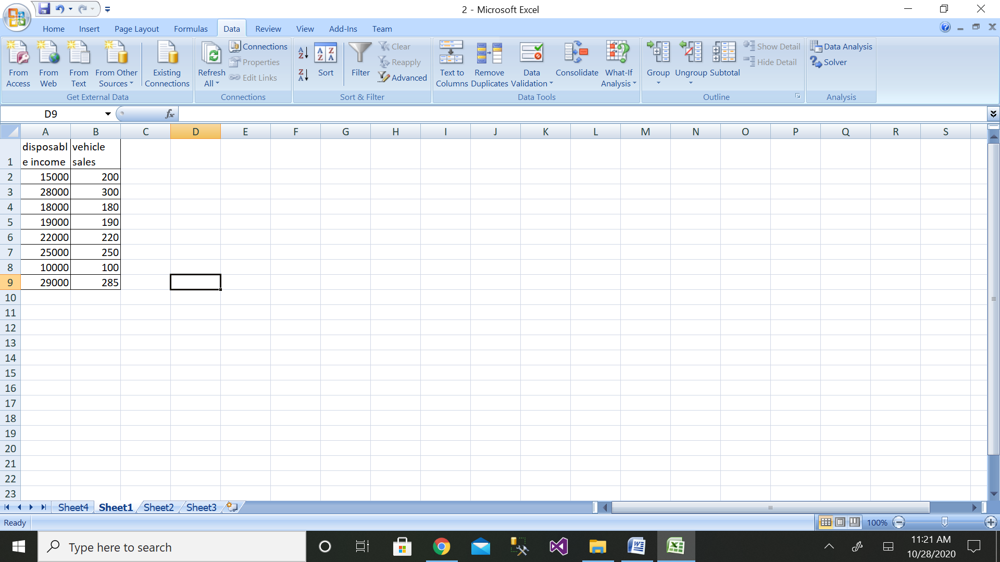 2 - Microsoft Excel
Home Insert Page Layout Formulas Data Review View Add-Ins Team
From Access
From Web
From Text
From Other Sources
Existing Connections
Get External Data
Refresh All
Connections
Properties
Edit Links
Connections
Sort
Filter
Clear
Reapply
Advanced
Sort & Filter
Text to Columns
Remove Duplicates
Data Validation
Consolidate
What-If Analysis
Data Tools
Group
Ungroup
Subtotal
Show Detail
Hide Detail
Outline
Data Analysis
Solver
Analysis
D9 fx
A B C D E F G H I J K L M N O P Q R S
disposabl vehicle
1 e income sales
2 15000 200
3 28000 300
4 18000 180
5 19000 190
6 22000 220
7 25000 250
8 10000 100
9 29000 285
10
11
12
13
14
15
16
17
18
19
20
21
22
23
Sheet4 Sheet1 Sheet2 Sheet3
Ready 100%
Type here to search
11:21 AM
10/28/2020